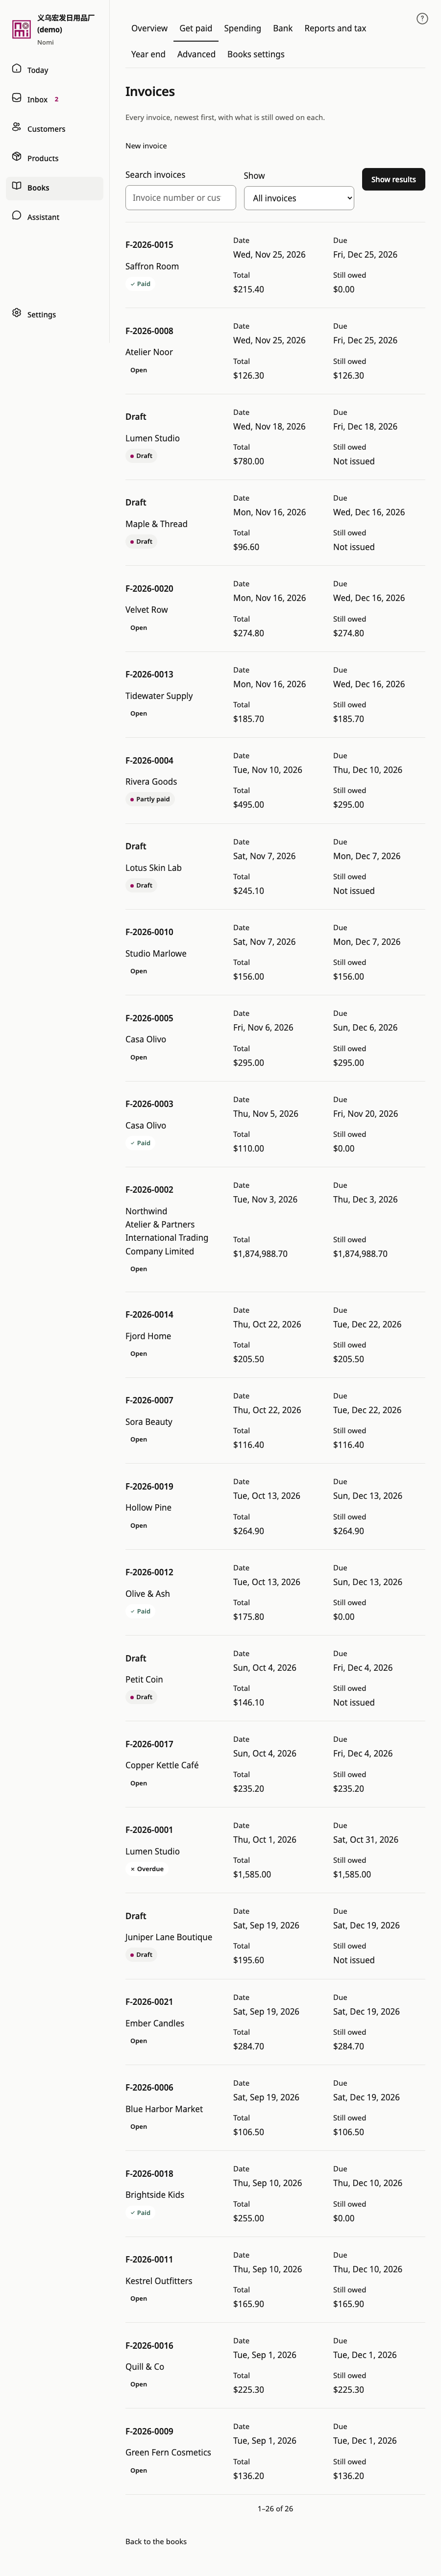 义乌宏发日用品厂
(demo)
Nomi
Today
Inbox 2
Customers
Products
Books
Assistant
Settings
?
Overview Get paid Spending Bank Reports and tax
Year end Advanced Books settings
Invoices
Every invoice, newest first, with what is still owed on each.
New invoice
Search invoices
Invoice number or cus
Show
All invoices
Show results
F-2026-0015
Saffron Room
Paid
Date
Wed, Nov 25, 2026
Due
Fri, Dec 25, 2026
Total
$215.40
Still owed
$0.00
F-2026-0008
Atelier Noor
Open
Date
Wed, Nov 25, 2026
Due
Fri, Dec 25, 2026
Total
$126.30
Still owed
$126.30
Draft
Lumen Studio
Draft
Date
Wed, Nov 18, 2026
Due
Fri, Dec 18, 2026
Total
$780.00
Still owed
Not issued
Draft
Maple & Thread
Draft
Date
Mon, Nov 16, 2026
Due
Wed, Dec 16, 2026
Total
$96.60
Still owed
Not issued
F-2026-0020
Velvet Row
Open
Date
Mon, Nov 16, 2026
Due
Wed, Dec 16, 2026
Total
$274.80
Still owed
$274.80
F-2026-0013
Tidewater Supply
Open
Date
Mon, Nov 16, 2026
Due
Wed, Dec 16, 2026
Total
$185.70
Still owed
$185.70
F-2026-0004
Rivera Goods
Partly paid
Date
Tue, Nov 10, 2026
Due
Thu, Dec 10, 2026
Total
$495.00
Still owed
$295.00
Draft
Lotus Skin Lab
Draft
Date
Sat, Nov 7, 2026
Due
Mon, Dec 7, 2026
Total
$245.10
Still owed
Not issued
F-2026-0010
Studio Marlowe
Open
Date
Sat, Nov 7, 2026
Due
Mon, Dec 7, 2026
Total
$156.00
Still owed
$156.00
F-2026-0005
Casa Olivo
Open
Date
Fri, Nov 6, 2026
Due
Sun, Dec 6, 2026
Total
$295.00
Still owed
$295.00
F-2026-0003
Casa Olivo
Paid
Date
Thu, Nov 5, 2026
Due
Fri, Nov 20, 2026
Total
$110.00
Still owed
$0.00
F-2026-0002
Northwind
Atelier & Partners
International Trading
Company Limited
Open
Date
Tue, Nov 3, 2026
Due
Thu, Dec 3, 2026
Total
$1,874,988.70
Still owed
$1,874,988.70
F-2026-0014
Fjord Home
Open
Date
Thu, Oct 22, 2026
Due
Tue, Dec 22, 2026
Total
$205.50
Still owed
$205.50
F-2026-0007
Sora Beauty
Open
Date
Thu, Oct 22, 2026
Due
Tue, Dec 22, 2026
Total
$116.40
Still owed
$116.40
F-2026-0019
Hollow Pine
Open
Date
Tue, Oct 13, 2026
Due
Sun, Dec 13, 2026
Total
$264.90
Still owed
$264.90
F-2026-0012
Olive & Ash
Paid
Date
Tue, Oct 13, 2026
Due
Sun, Dec 13, 2026
Total
$175.80
Still owed
$0.00
Draft
Petit Coin
Draft
Date
Sun, Oct 4, 2026
Due
Fri, Dec 4, 2026
Total
$146.10
Still owed
Not issued
F-2026-0017
Copper Kettle Café
Open
Date
Sun, Oct 4, 2026
Due
Fri, Dec 4, 2026
Total
$235.20
Still owed
$235.20
F-2026-0001
Lumen Studio
Overdue
Date
Thu, Oct 1, 2026
Due
Sat, Oct 31, 2026
Total
$1,585.00
Still owed
$1,585.00
Draft
Juniper Lane Boutique
Draft
Date
Sat, Sep 19, 2026
Due
Sat, Dec 19, 2026
Total
$195.60
Still owed
Not issued
F-2026-0021
Ember Candles
Open
Date
Sat, Sep 19, 2026
Due
Sat, Dec 19, 2026
Total
$284.70
Still owed
$284.70
F-2026-0006
Blue Harbor Market
Open
Date
Sat, Sep 19, 2026
Due
Sat, Dec 19, 2026
Total
$106.50
Still owed
$106.50
F-2026-0018
Brightside Kids
Paid
Date
Thu, Sep 10, 2026
Due
Thu, Dec 10, 2026
Total
$255.00
Still owed
$0.00
F-2026-0011
Kestrel Outfitters
Open
Date
Thu, Sep 10, 2026
Due
Thu, Dec 10, 2026
Total
$165.90
Still owed
$165.90
F-2026-0016
Quill & Co
Open
Date
Tue, Sep 1, 2026
Due
Tue, Dec 1, 2026
Total
$225.30
Still owed
$225.30
F-2026-0009
Green Fern Cosmetics
Open
Date
Tue, Sep 1, 2026
Due
Tue, Dec 1, 2026
Total
$136.20
Still owed
$136.20
1–26 of 26
Back to the books